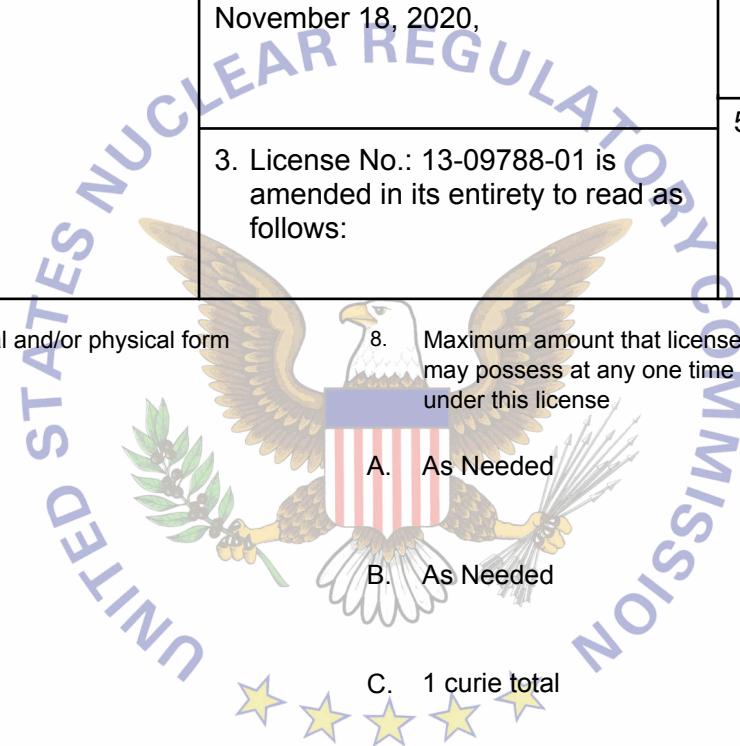 November 18, 2020,
5
3. License No.: 13-09788-01 is
amended in its entirety to read as
follows:
l and/or physical form
8. Maximum amount that license
may possess at any one time
under this license
A. As Needed
B. As Needed
C. 1 curie total
UNITED STATES NUCLEAR REGULATORY COMMISSION